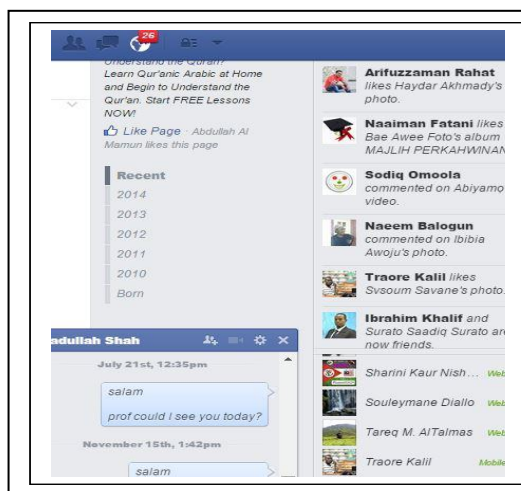 26
Understand the Quran?
Learn Qur'anic Arabic at Home
and Begin to Understand the
Qur'an. Start FREE Lessons
NOW!
Like Page · Abdullah Al
Mamun likes this page
Recent
2014
2013
2012
2011
2010
Born
adullah Shah
July 21st, 12:35pm
salam
prof could I see you today?
November 15th, 1:42pm
salam
Arifuzzaman Rahat
likes Haydar Akhmady's
photo.
Naaiman Fatani likes
Bae Awee Foto's album
MAJLIH PERKAHWINAN
Sodiq Omoola
commented on Abiyamo
video.
Naeem Balogun
commented on Ibibia
Awoju's photo.
Traore Kalil likes
Svsoum Savane's photo.
Ibrahim Khalif and
Surato Saadiq Surato are
now friends.
Sharini Kaur Nish... Web
Souleymane Diallo Web
Tareq M. AlTalmas Web
Traore Kalil Mobile